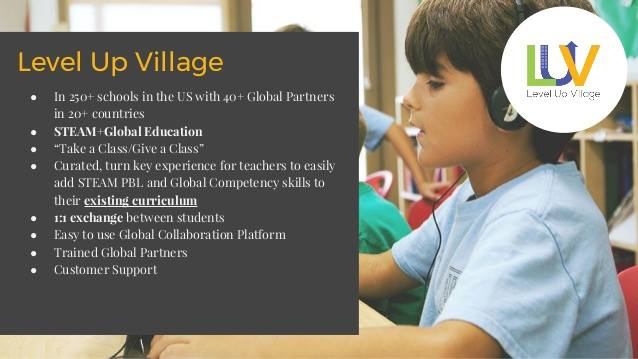 Level Up Village
● In 250+ schools in the US with 40+ Global Partners
in 20+ countries
● STEAM+Global Education
● “Take a Class/Give a Class”
● Curated, turn key experience for teachers to easily
add STEAM PBL and Global Competency skills to
their existing curriculum
● 1:1 exchange between students
● Easy to use Global Collaboration Platform
● Trained Global Partners
● Customer Support
LUV
Level Up Village